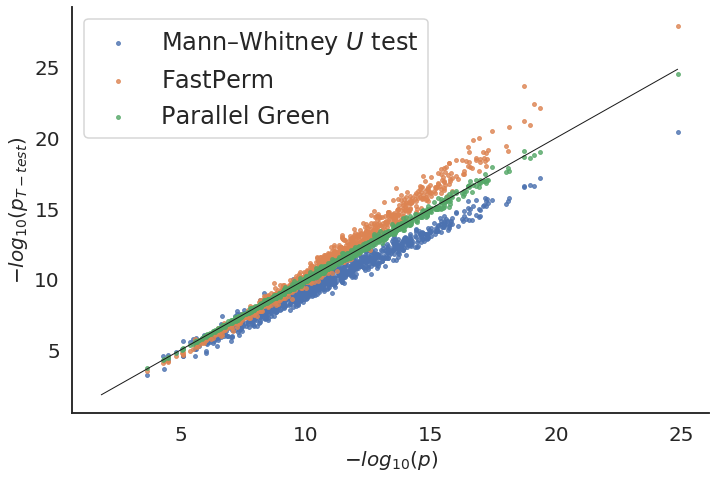 Mann–Whitney U test
FastPerm
Parallel Green
25
20
15
10
5
−log10(pT−test)
5 10 15 20 25
−log10(p)